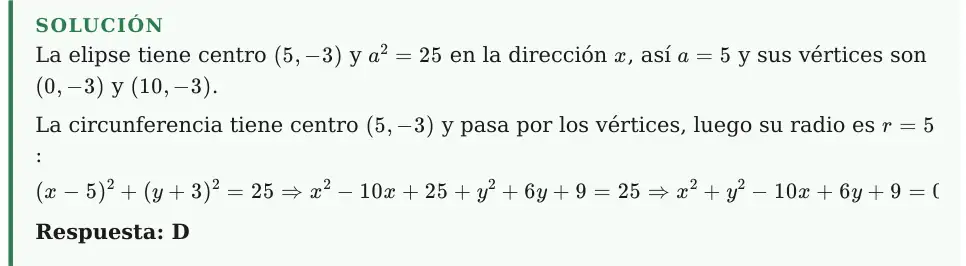 SOLUCIÓN
La elipse tiene centro (5, −3) y a² = 25 en la dirección x, así a = 5 y sus vértices son
(0, −3) y (10, −3).
La circunferencia tiene centro (5, −3) y pasa por los vértices, luego su radio es r = 5
:
(x − 5)² + (y + 3)² = 25 ⇒ x² − 10x + 25 + y² + 6y + 9 = 25 ⇒ x² + y² − 10x + 6y + 9 = 0
Respuesta: D